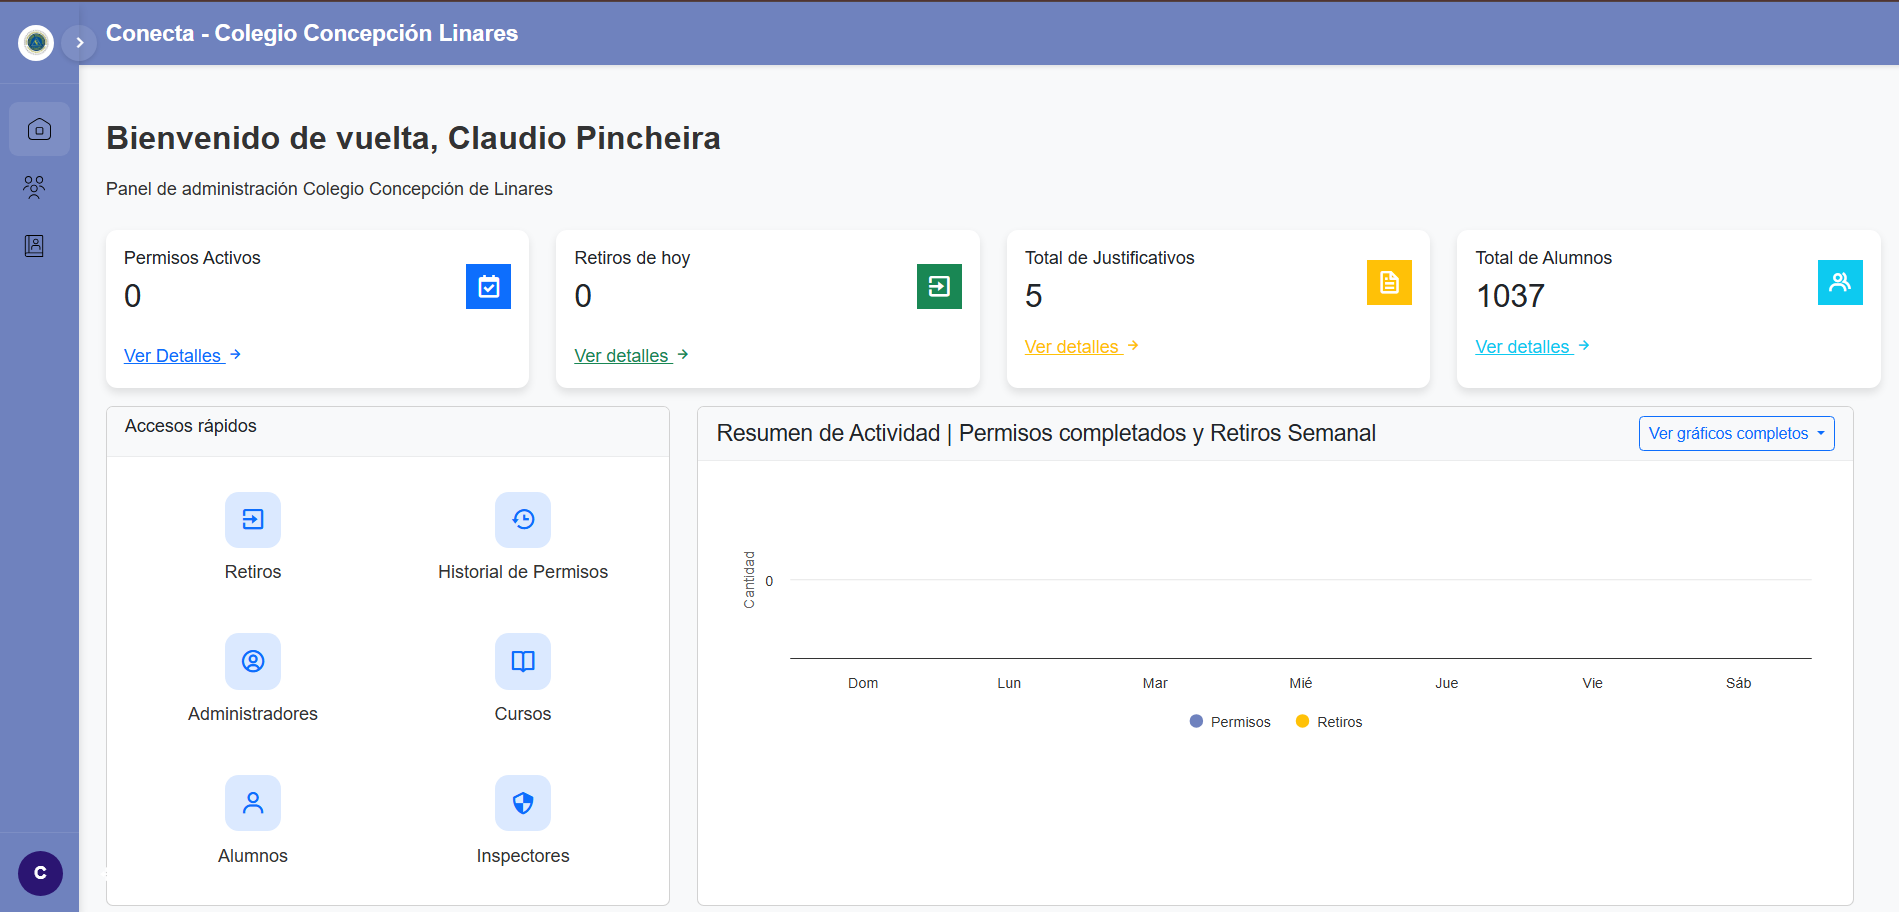 Conecta - Colegio Concepción Linares
Bienvenido de vuelta, Claudio Pincheira
Panel de administración Colegio Concepción de Linares
Permisos Activos
0
Ver Detalles
Retiros de hoy
0
Ver detalles
Total de Justificativos
5
Ver detalles
Total de Alumnos
1037
Ver detalles
Accesos rápidos
Retiros
Historial de Permisos
Administradores
Cursos
Alumnos
Inspectores
Resumen de Actividad | Permisos completados y Retiros Semanal
Ver gráficos completos
Cantidad
0
Dom Lun Mar Mié Jue Vie Sáb
Permisos Retiros
C